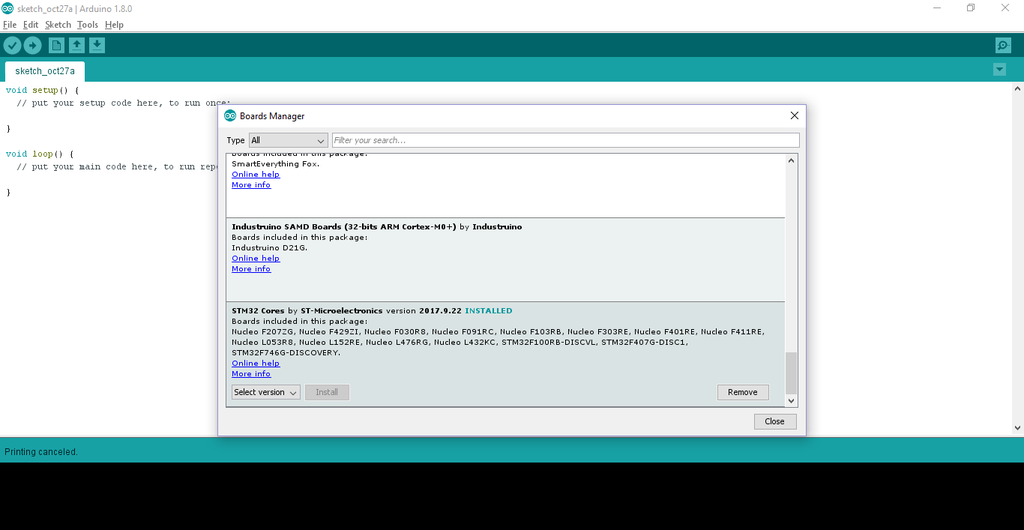 sketch_oct27a | Arduino 1.8.0
File Edit Sketch Tools Help
sketch_oct27a
void setup() {
// put your setup code here, to run once:
}
void loop() {
// put your main code here, to run repe
}
Boards Manager
Type All Filter your search...
Boards included in this package:
SmartEverything Fox.
Online help
More info
Industruino SAMD Boards (32-bits ARM Cortex-M0+) by Industruino
Boards included in this package:
Industruino D21G.
Online help
More info
STM32 Cores by ST-Microelectronics version 2017.9.22 INSTALLED
Boards included in this package:
Nucleo F207ZG, Nucleo F429ZI, Nucleo F030R8, Nucleo F091RC, Nucleo F103RB, Nucleo F303RE, Nucleo F401RE, Nucleo F411RE,
Nucleo L053R8, Nucleo L152RE, Nucleo L476RG, Nucleo L432KC, STM32F100RB-DISCVL, STM32F407G-DISC1,
STM32F746G-DISCOVERY.
Online help
More info
Select version Install Remove
Close
Printing canceled.